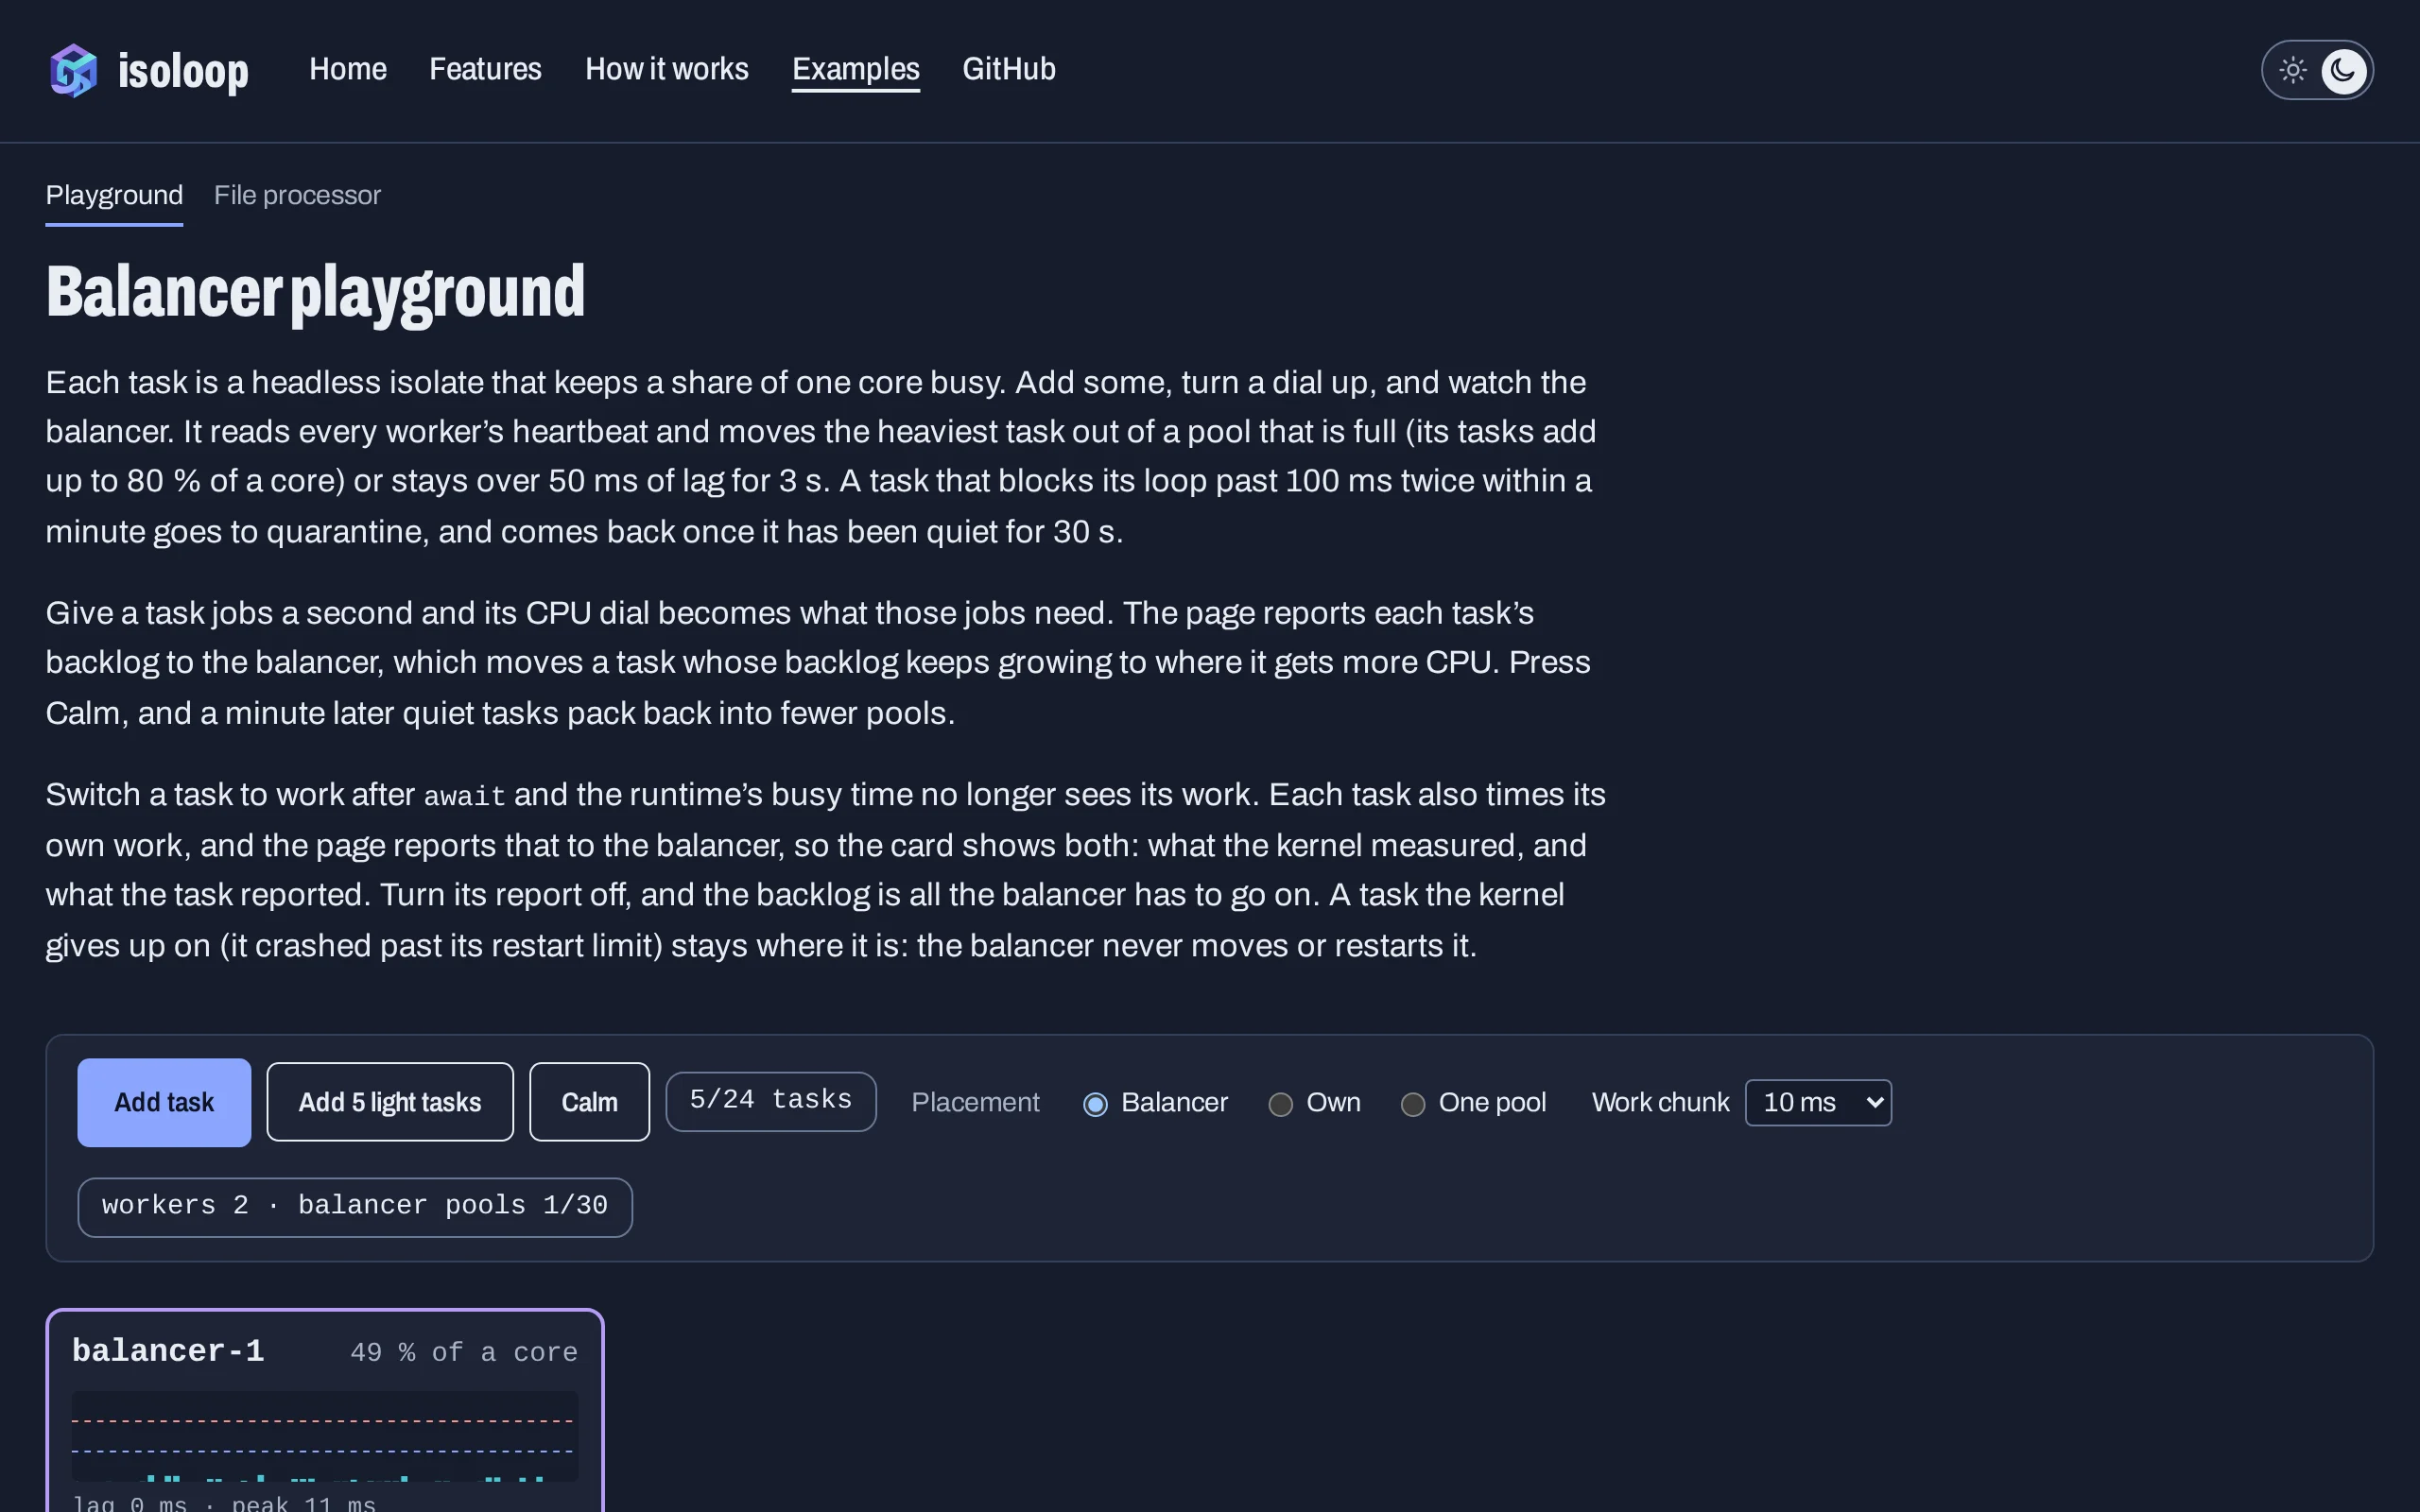 isoloop Home Features How it works Examples GitHub
Playground File processor
Balancer playground
Each task is a headless isolate that keeps a share of one core busy. Add some, turn a dial up, and watch the
balancer. It reads every worker’s heartbeat and moves the heaviest task out of a pool that is full (its tasks add
up to 80 % of a core) or stays over 50 ms of lag for 3 s. A task that blocks its loop past 100 ms twice within a
minute goes to quarantine, and comes back once it has been quiet for 30 s.
Give a task jobs a second and its CPU dial becomes what those jobs need. The page reports each task’s
backlog to the balancer, which moves a task whose backlog keeps growing to where it gets more CPU. Press
Calm, and a minute later quiet tasks pack back into fewer pools.
Switch a task to work after await and the runtime’s busy time no longer sees its work. Each task also times its
own work, and the page reports that to the balancer, so the card shows both: what the kernel measured, and
what the task reported. Turn its report off, and the backlog is all the balancer has to go on. A task the kernel
gives up on (it crashed past its restart limit) stays where it is: the balancer never moves or restarts it.
Add task Add 5 light tasks Calm 5/24 tasks Placement Balancer Own One pool Work chunk 10 ms
workers 2 · balancer pools 1/30
balancer-1 49 % of a core
lag 0 ms · peak 11 ms